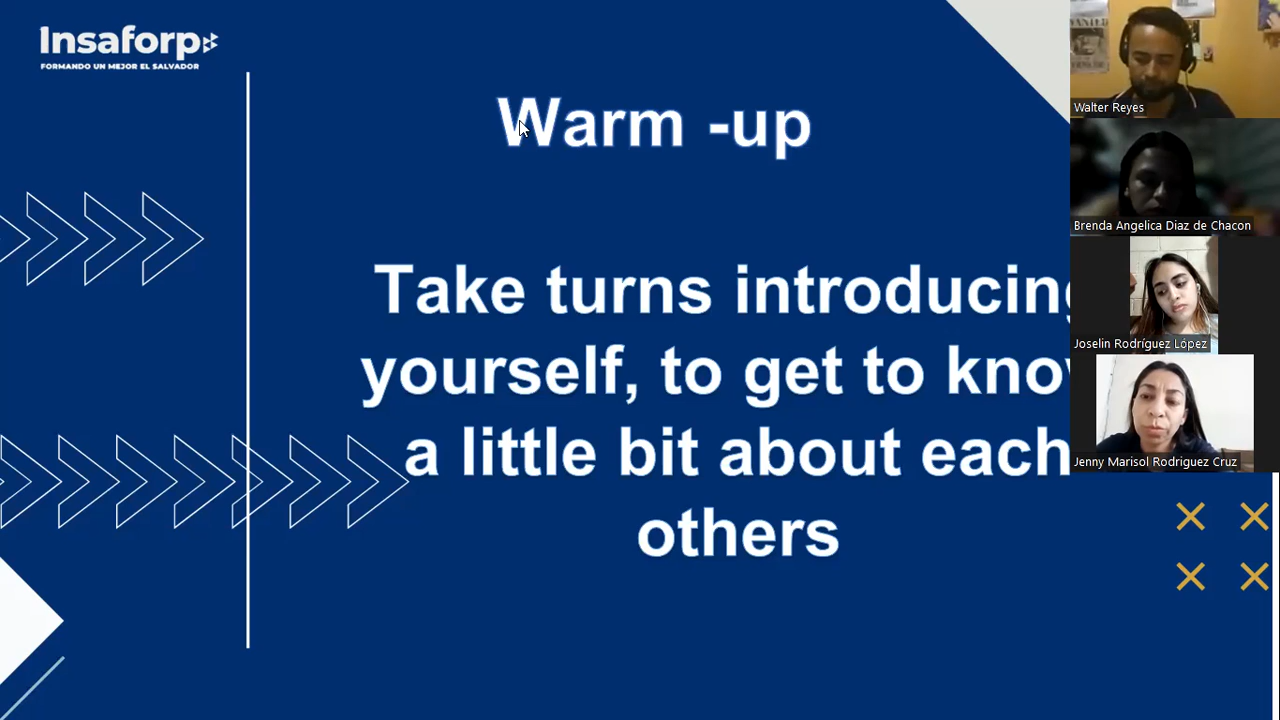 Insaforp
FORMANDO UN MEJOR EL SALVADOR
Warm -up
Take turns introducing
yourself, to get to know
a little bit about each
others
WANTED
Walter Reyes
Brenda Angelica Diaz de Chacon
Joselin Rodríguez López
Jenny Marisol Rodriguez Cruz